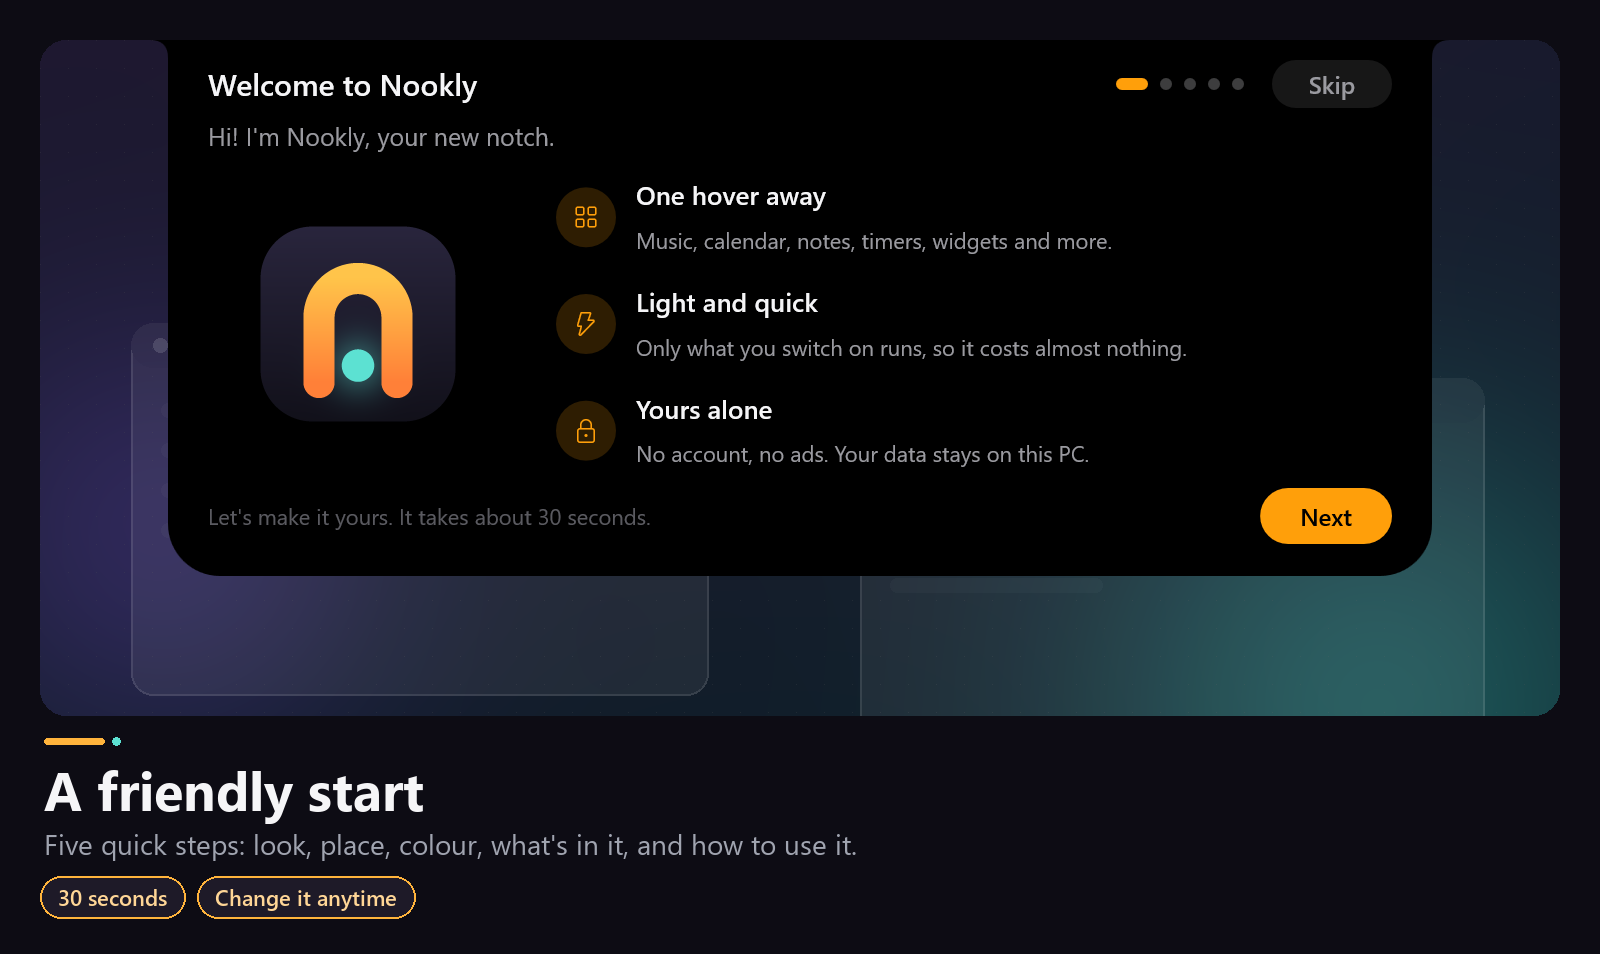 Welcome to Nookly
Skip
Hi! I'm Nookly, your new notch.
One hover away
Music, calendar, notes, timers, widgets and more.
Light and quick
Only what you switch on runs, so it costs almost nothing.
Yours alone
No account, no ads. Your data stays on this PC.
Let's make it yours. It takes about 30 seconds.
Next
A friendly start
Five quick steps: look, place, colour, what's in it, and how to use it.
30 seconds
Change it anytime